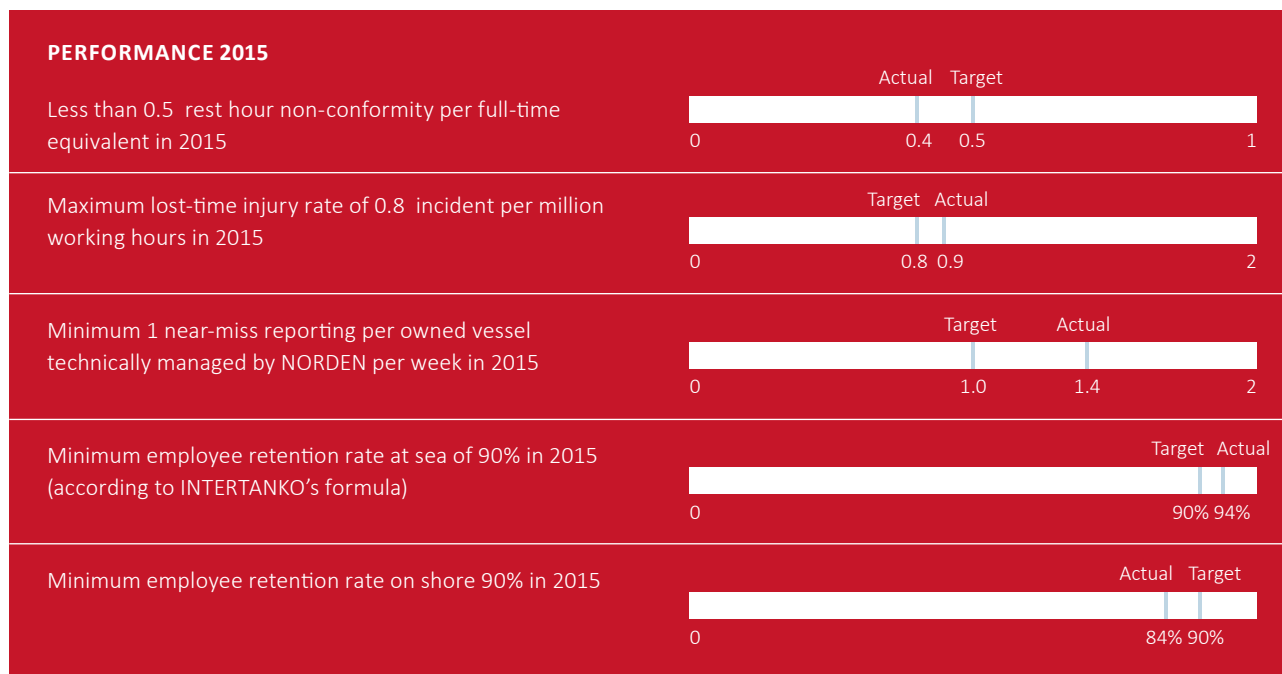 PERFORMANCE 2015
Less than 0.5 rest hour non-conformity per full-time
equivalent in 2015
Actual Target
0 0.4 0.5 1
Maximum lost-time injury rate of 0.8 incident per million
working hours in 2015
Target Actual
0 0.8 0.9 2
Minimum 1 near-miss reporting per owned vessel
technically managed by NORDEN per week in 2015
Target Actual
0 1.0 1.4 2
Minimum employee retention rate at sea of 90% in 2015
(according to INTERTANKO’s formula)
Target Actual
0 90% 94%
Minimum employee retention rate on shore 90% in 2015
Actual Target
0 84% 90%